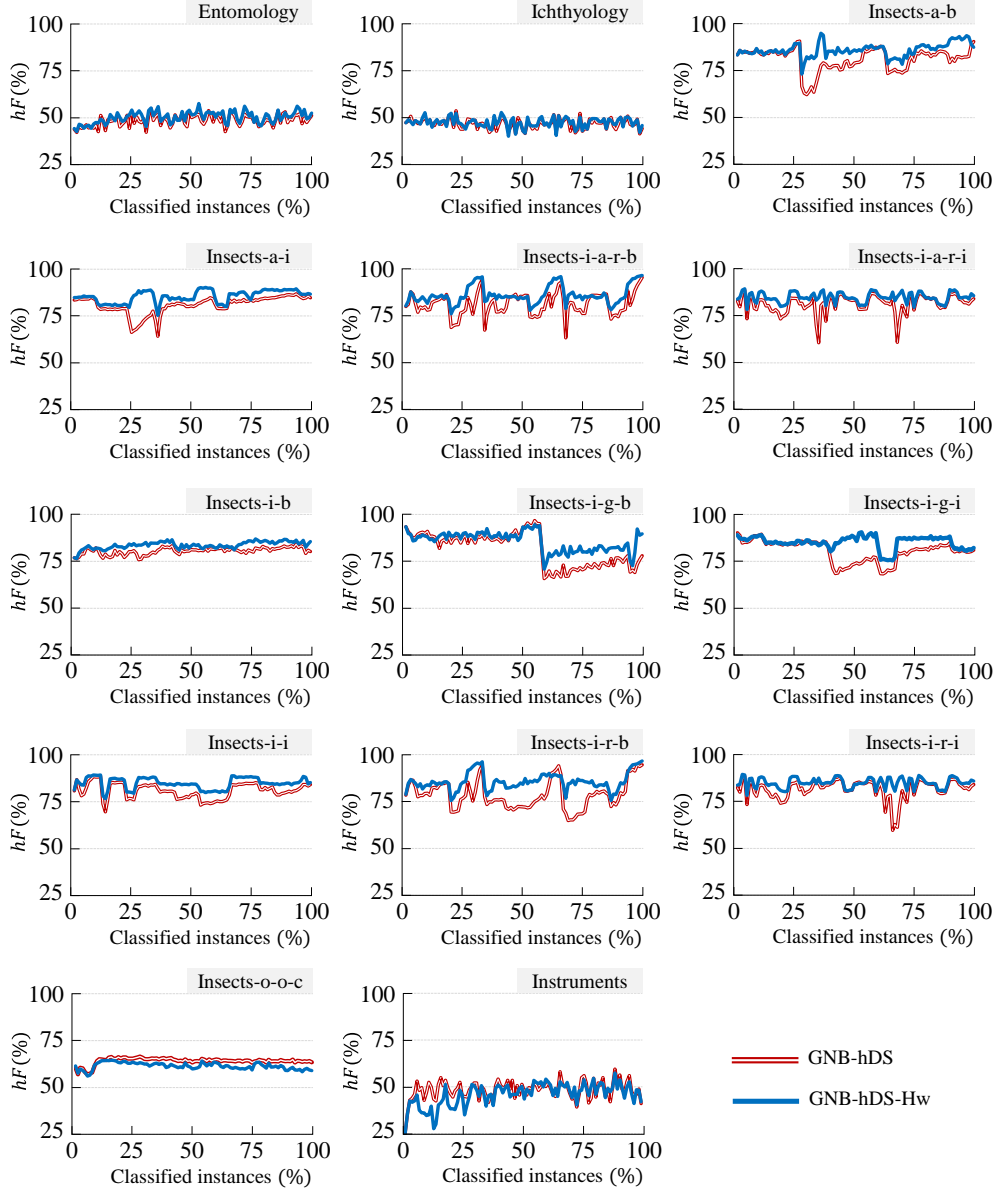 Entomology
100
75
50
25
hF (%)
0 25 50 75 100
Classified instances (%)
Ichthyology
100
75
50
25
hF (%)
0 25 50 75 100
Classified instances (%)
Insects-a-b
100
75
50
25
hF (%)
0 25 50 75 100
Classified instances (%)
Insects-a-i
100
75
50
25
hF (%)
0 25 50 75 100
Classified instances (%)
Insects-i-a-r-b
100
75
50
25
hF (%)
0 25 50 75 100
Classified instances (%)
Insects-i-a-r-i
100
75
50
25
hF (%)
0 25 50 75 100
Classified instances (%)
Insects-i-b
100
75
50
25
hF (%)
0 25 50 75 100
Classified instances (%)
Insects-i-g-b
100
75
50
25
hF (%)
0 25 50 75 100
Classified instances (%)
Insects-i-g-i
100
75
50
25
hF (%)
0 25 50 75 100
Classified instances (%)
Insects-i-i
100
75
50
25
hF (%)
0 25 50 75 100
Classified instances (%)
Insects-i-r-b
100
75
50
25
hF (%)
0 25 50 75 100
Classified instances (%)
Insects-i-r-i
100
75
50
25
hF (%)
0 25 50 75 100
Classified instances (%)
Insects-o-o-c
100
75
50
25
hF (%)
0 25 50 75 100
Classified instances (%)
Instruments
100
75
50
25
hF (%)
0 25 50 75 100
Classified instances (%)
GNB-hDS
GNB-hDS-Hw